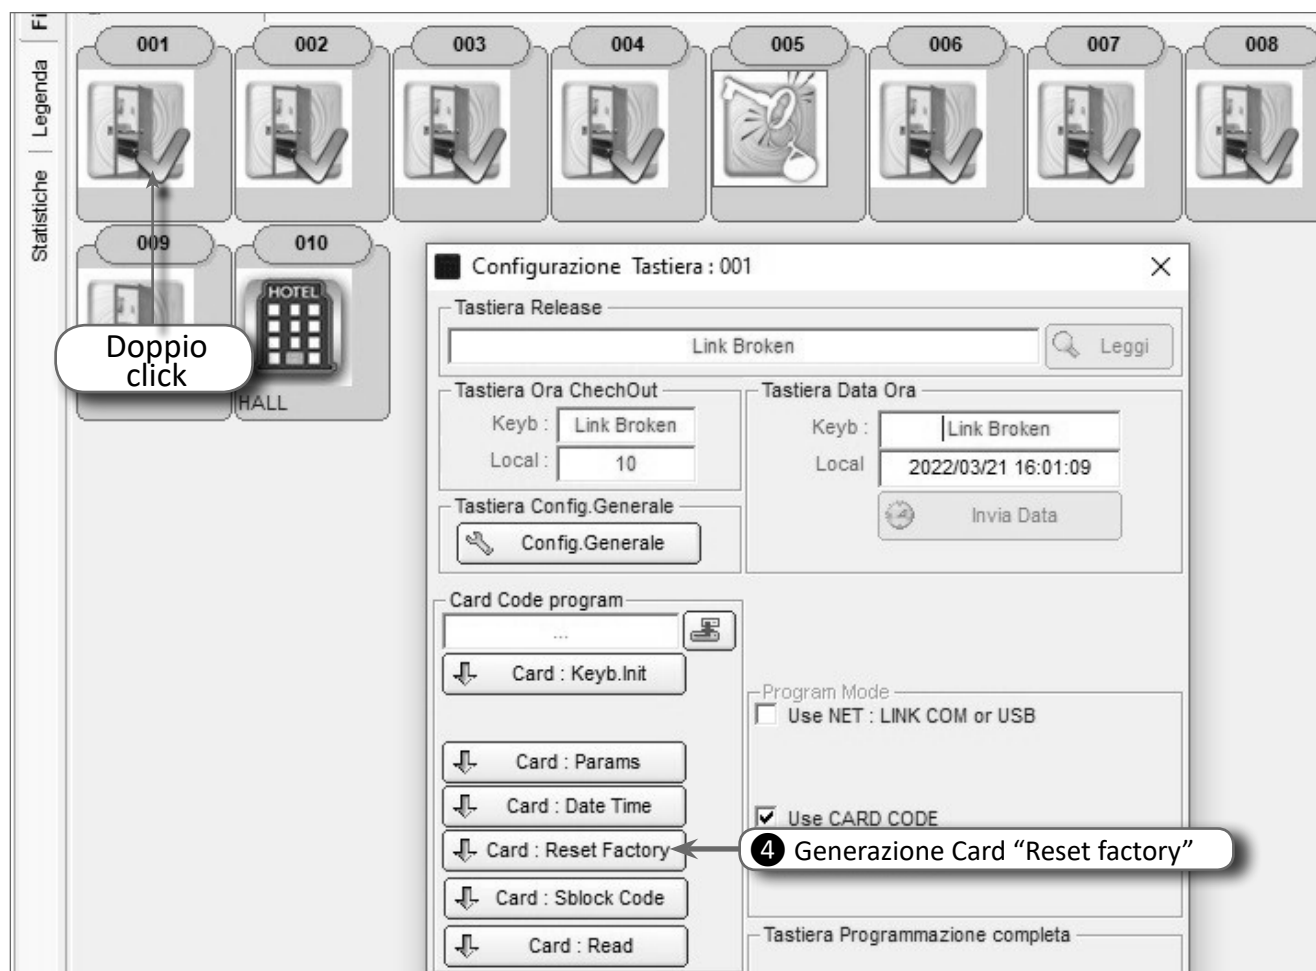 Fi
Legenda
Statistiche
001
002
003
004
005
006
007
008
009
010
HOTEL
HALL
Doppio
click
Configurazione Tastiera : 001
Tastiera Release
Link Broken
Leggi
Tastiera Ora ChechOut
Keyb :
Link Broken
Local :
10
Tastiera Data Ora
Keyb :
Link Broken
Local
2022/03/21 16:01:09
Invia Data
Tastiera Config.Generale
Config.Generale
Card Code program
...
Card : Keyb.Init
Card : Params
Card : Date Time
Card : Reset Factory
Card : Sblock Code
Card : Read
Program Mode
Use NET : LINK COM or USB
Use CARD CODE
4 Generazione Card “Reset factory”
Tastiera Programmazione completa